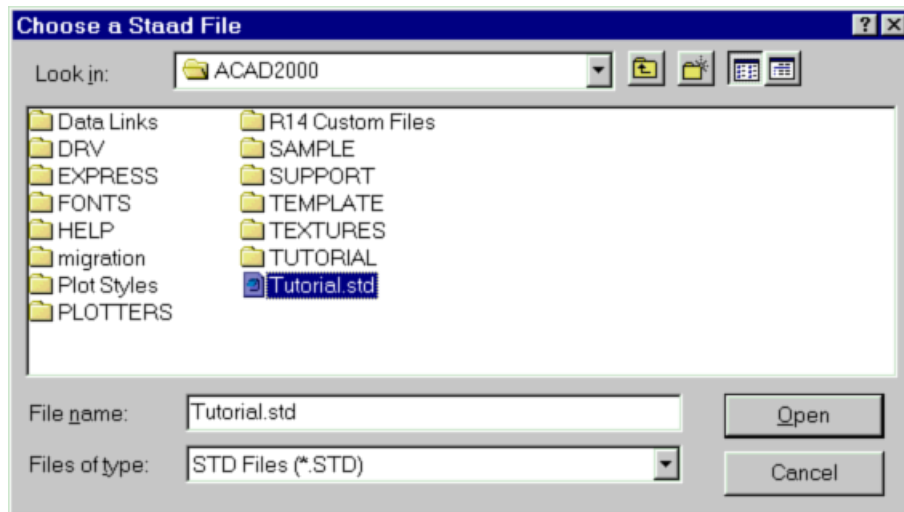 Choose a Staad File
Look in: ACAD2000
Data Links R14 Custom Files
DRV SAMPLE
EXPRESS SUPPORT
FONTS TEMPLATE
HELP TEXTURES
migration TUTORIAL
Plot Styles Tutorial.std
PLOTTERS
File name: Tutorial.std Open
Files of type: STD Files (*.STD) Cancel